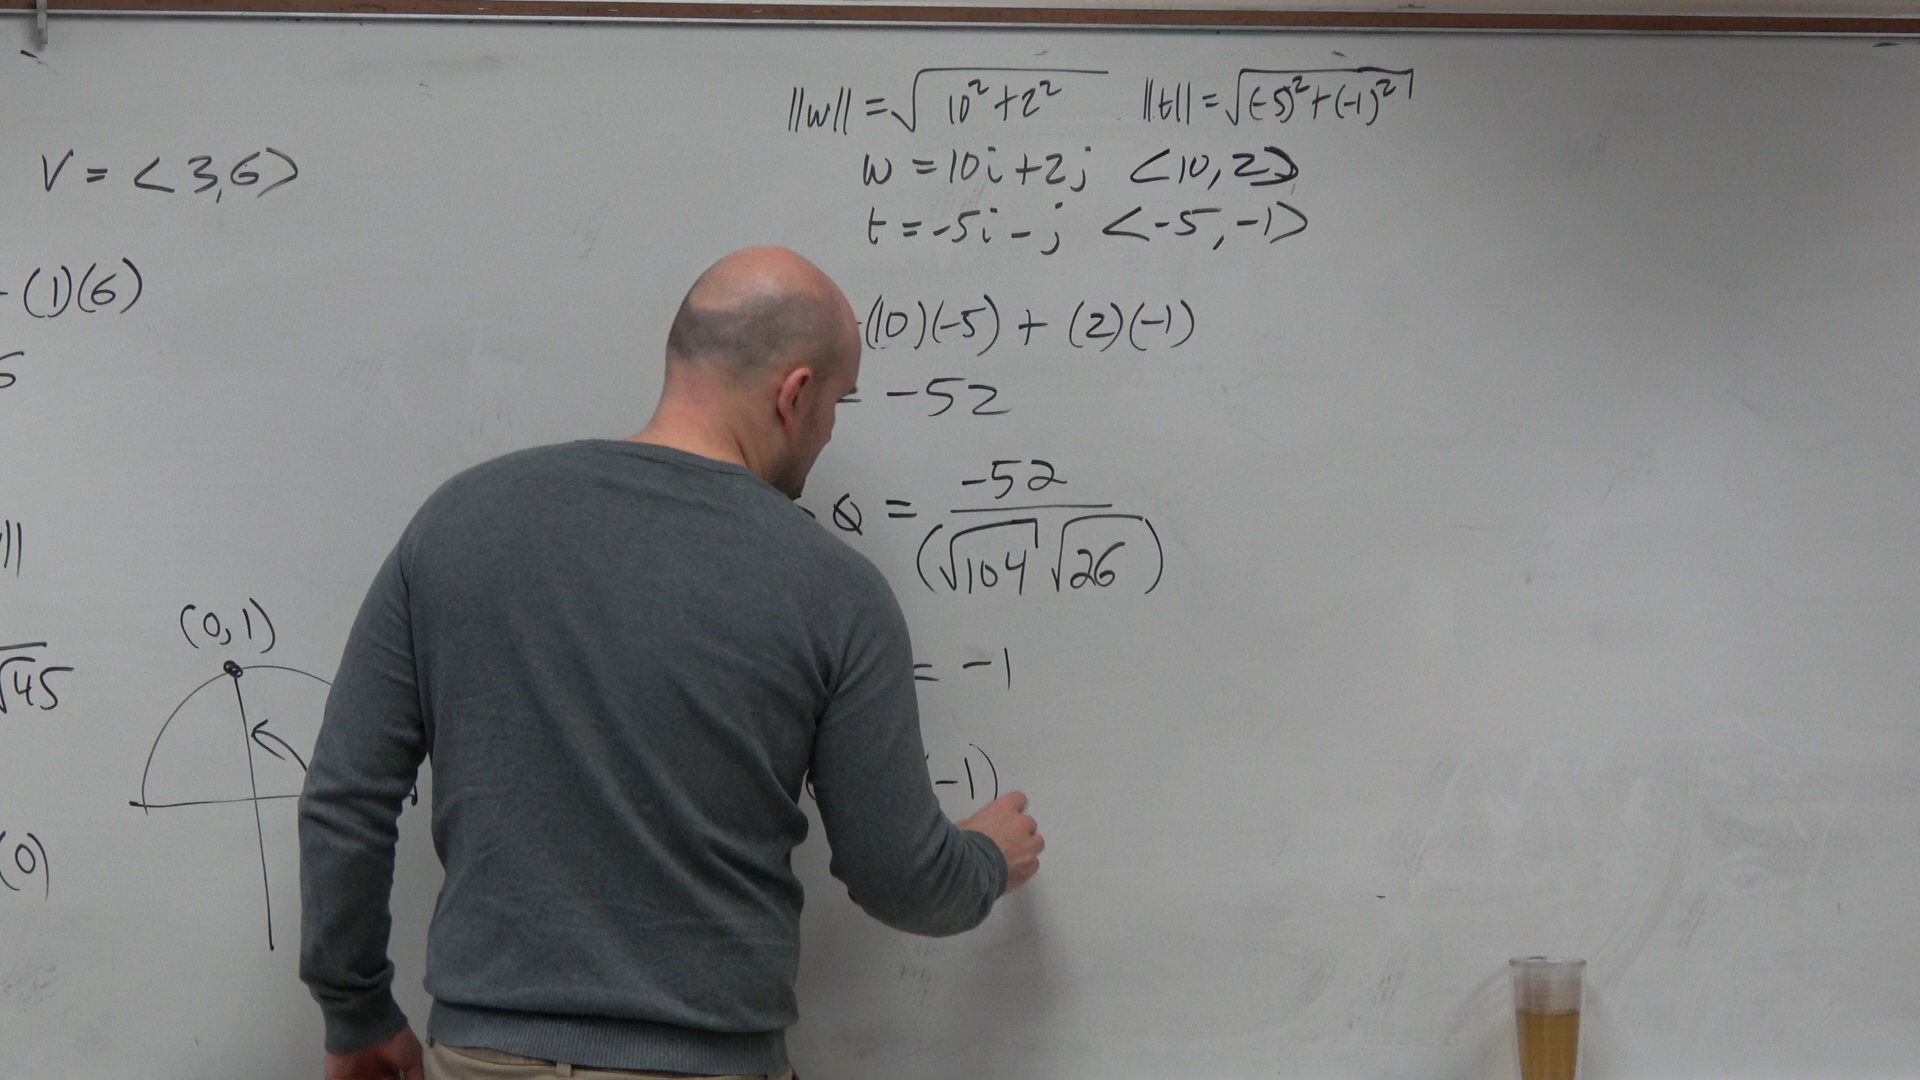 ||w|| = √10² + 2² ||t|| = √(-5)² + (-1)²
w = 10i + 2j <10, 2>
t = -5i - j <-5, -1>
(10)(-5) + (2)(-1)
= -52
θ = -52 / (√104 √26)
= -1
(-1)
V = <3, 6>
(1)(6)
||
(0, 1)
√45
(0)